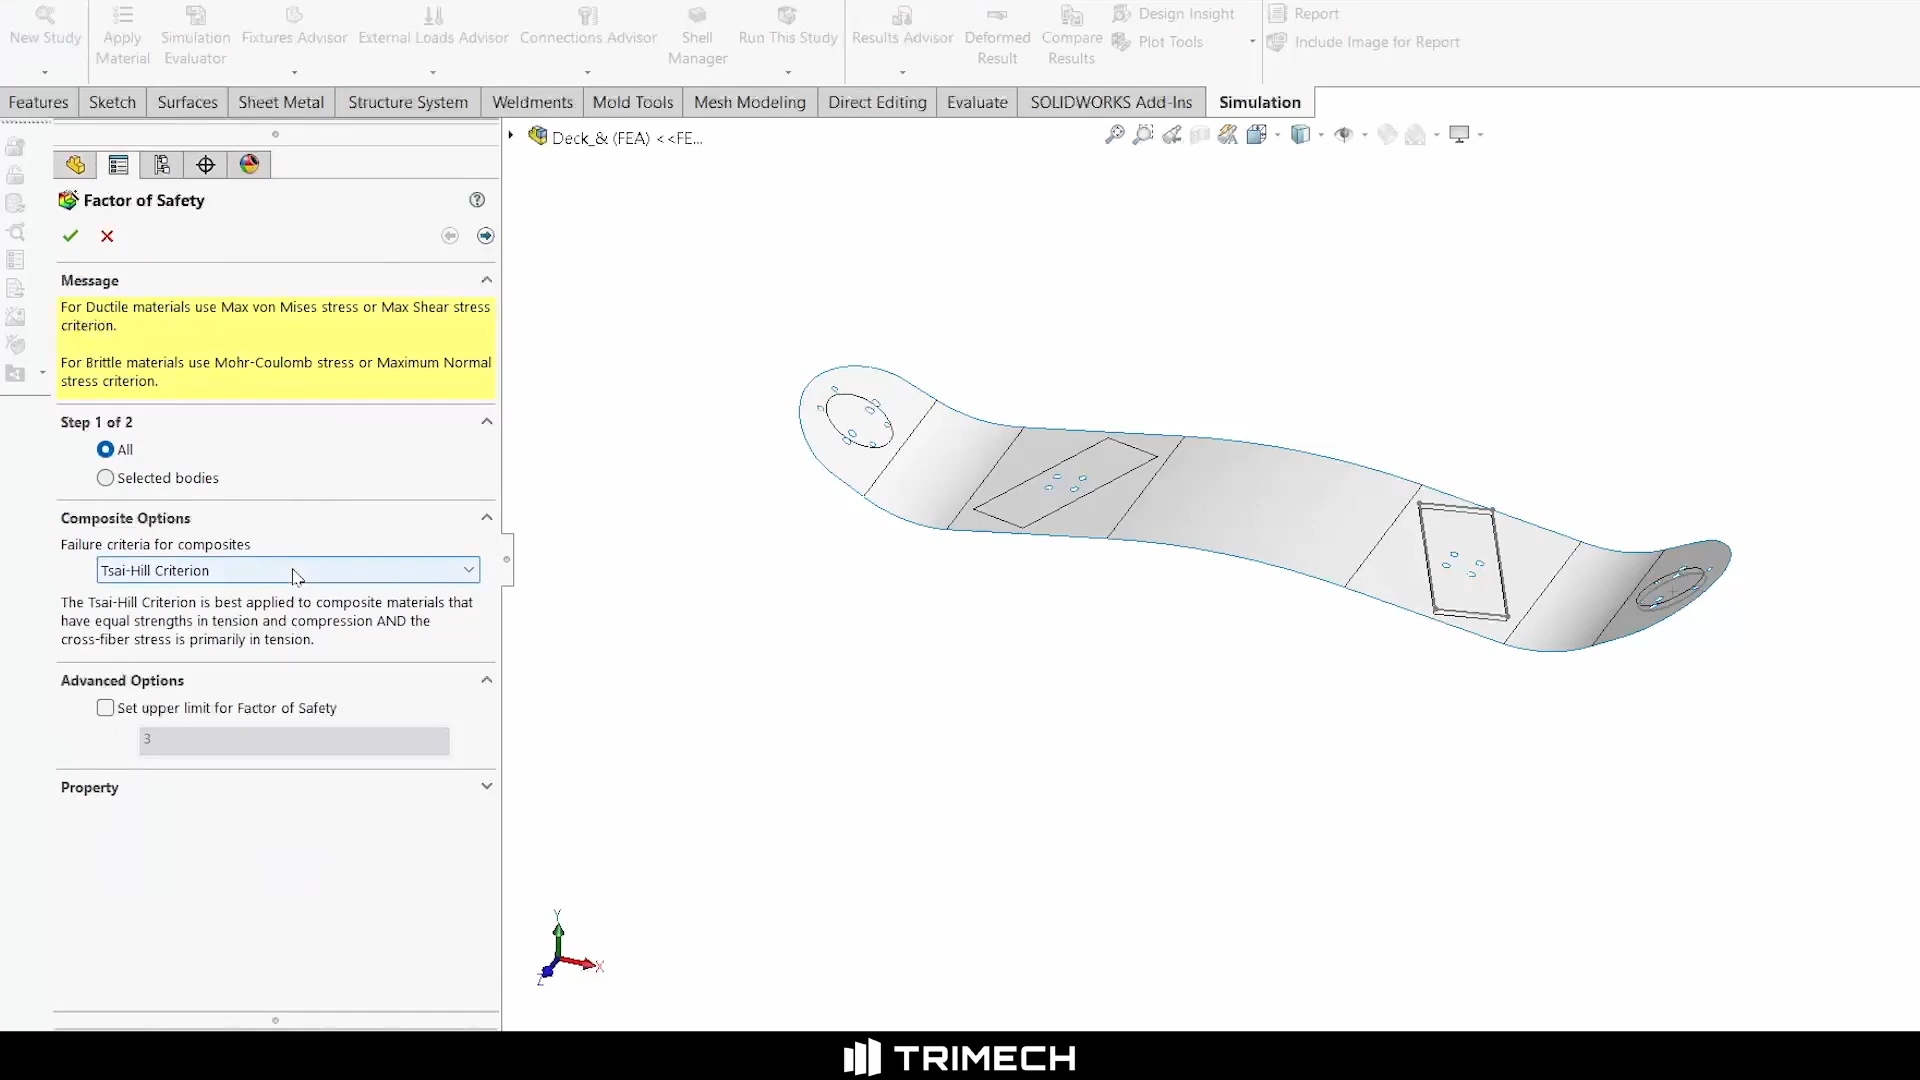 New Study
Apply
Material
Simulation
Evaluator
Fixtures Advisor
External Loads Advisor
Connections Advisor
Shell
Manager
Run This Study
Results Advisor
Deformed
Result
Compare
Results
Design Insight
Plot Tools
Report
Include Image for Report
Features
Sketch
Surfaces
Sheet Metal
Structure System
Weldments
Mold Tools
Mesh Modeling
Direct Editing
Evaluate
SOLIDWORKS Add-Ins
Simulation
Deck_& (FEA) <<FE...
Factor of Safety
Message
For Ductile materials use Max von Mises stress or Max Shear stress
criterion.
For Brittle materials use Mohr-Coulomb stress or Maximum Normal
stress criterion.
Step 1 of 2
All
Selected bodies
Composite Options
Failure criteria for composites
Tsai-Hill Criterion
The Tsai-Hill Criterion is best applied to composite materials that
have equal strengths in tension and compression AND the
cross-fiber stress is primarily in tension.
Advanced Options
Set upper limit for Factor of Safety
3
Property
Y
X
Z
TRIMECH